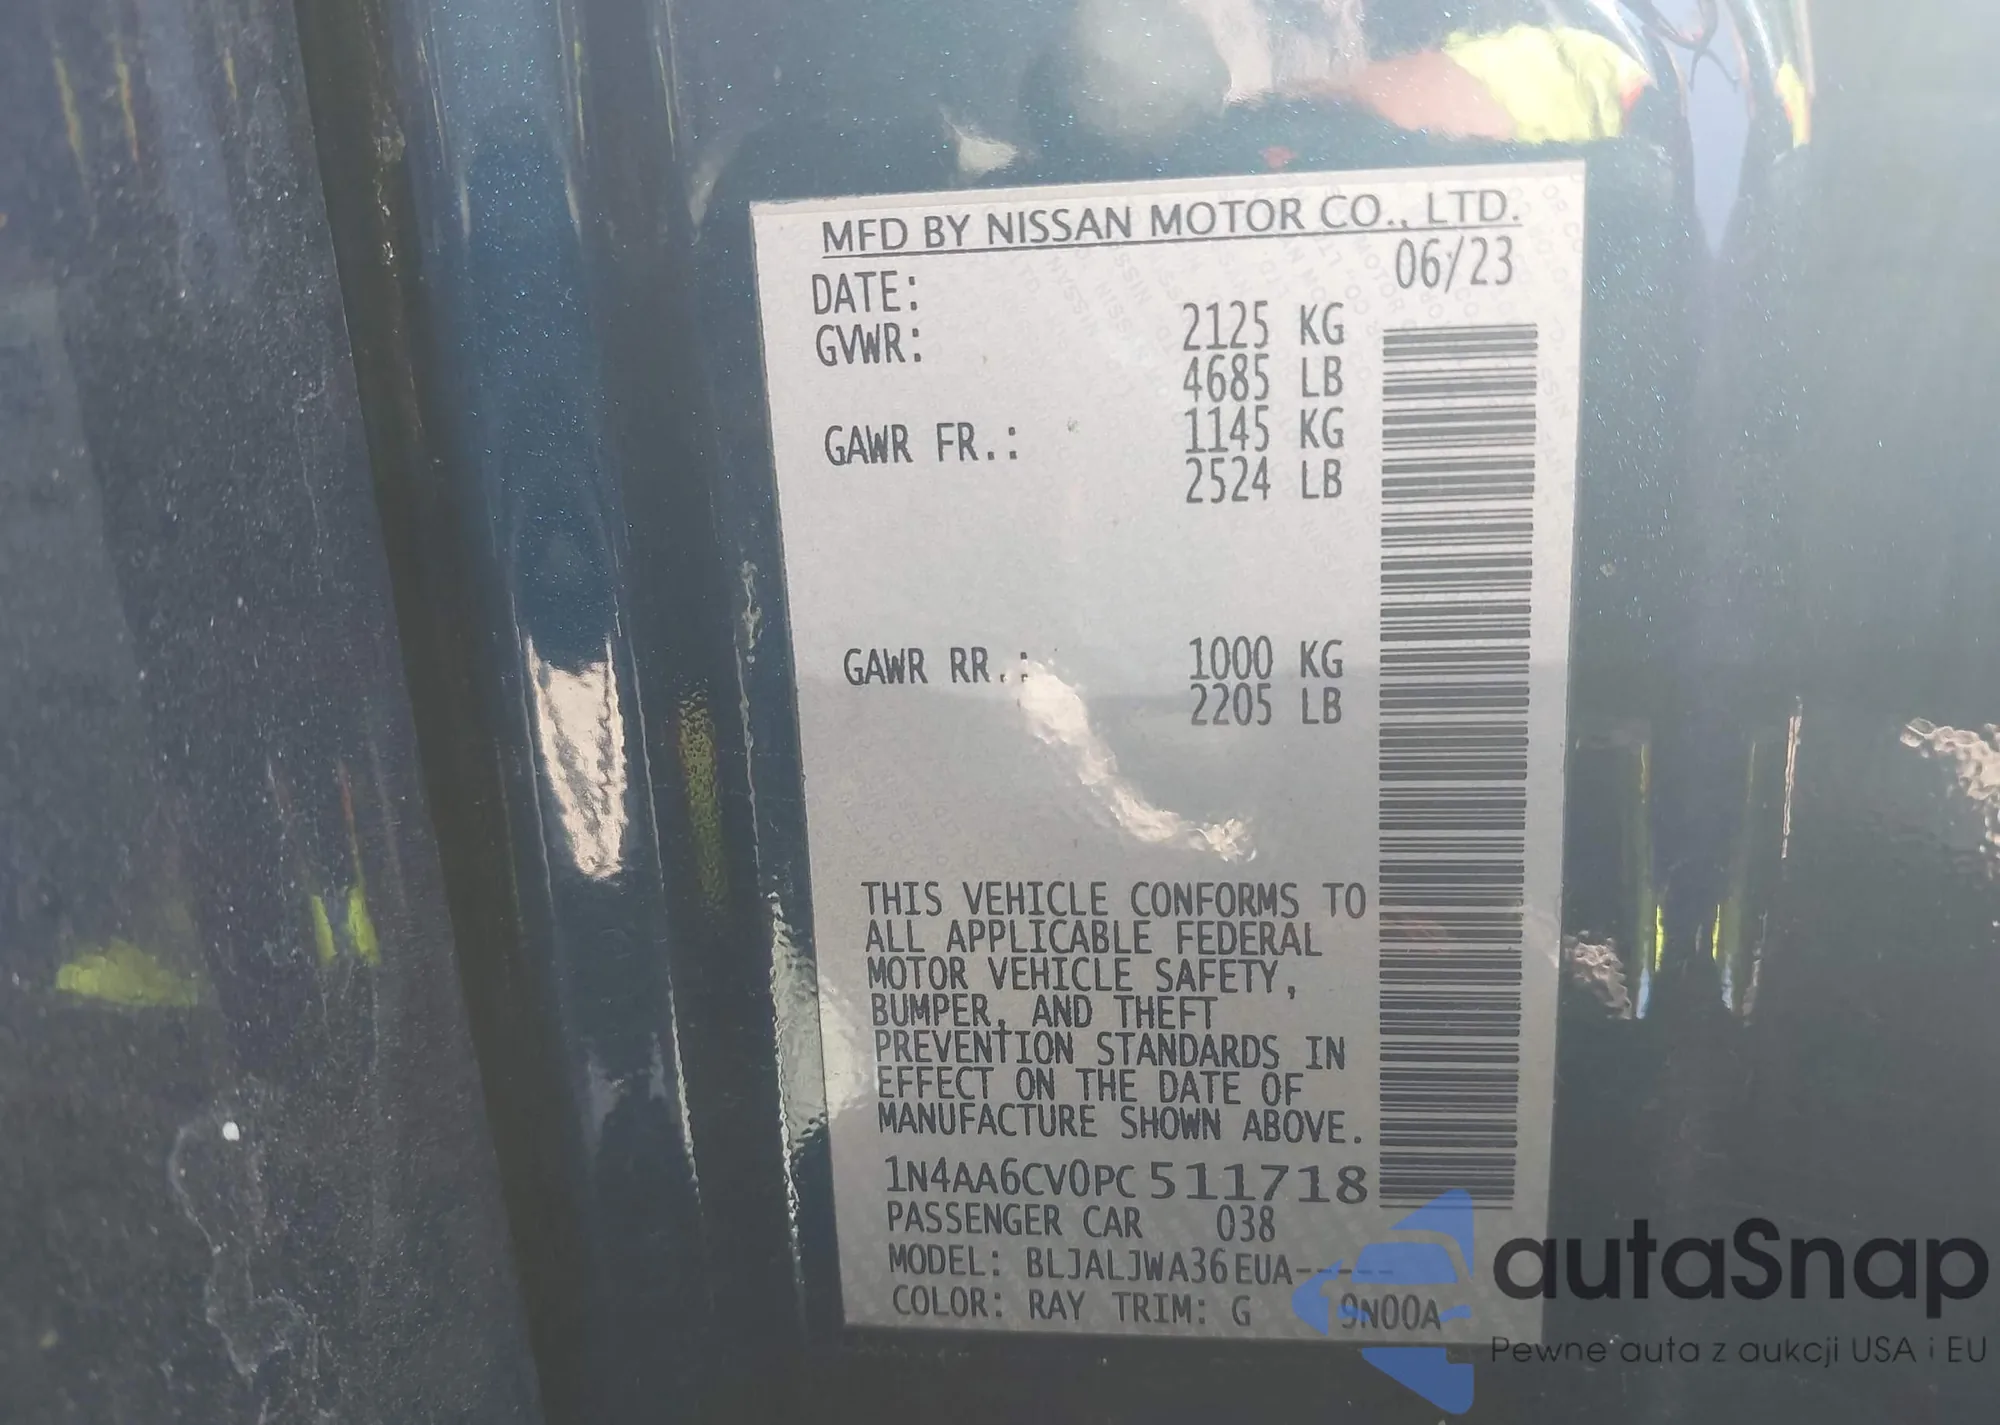 MFD BY NISSAN MOTOR CO., LTD.
DATE: 06/23
GVWR: 2125 KG
4685 LB
GAWR FR.: 1145 KG
2524 LB
GAWR RR.: 1000 KG
2205 LB
THIS VEHICLE CONFORMS TO
ALL APPLICABLE FEDERAL
MOTOR VEHICLE SAFETY,
BUMPER, AND THEFT
PREVENTION STANDARDS IN
EFFECT ON THE DATE OF
MANUFACTURE SHOWN ABOVE.
1N4AA6CV0PC511718
PASSENGER CAR 038
MODEL: BLJALJWA36EUA-----
COLOR: RAY TRIM: G 9N00A
autaSnap
Pewne auta z aukcji USA i EU